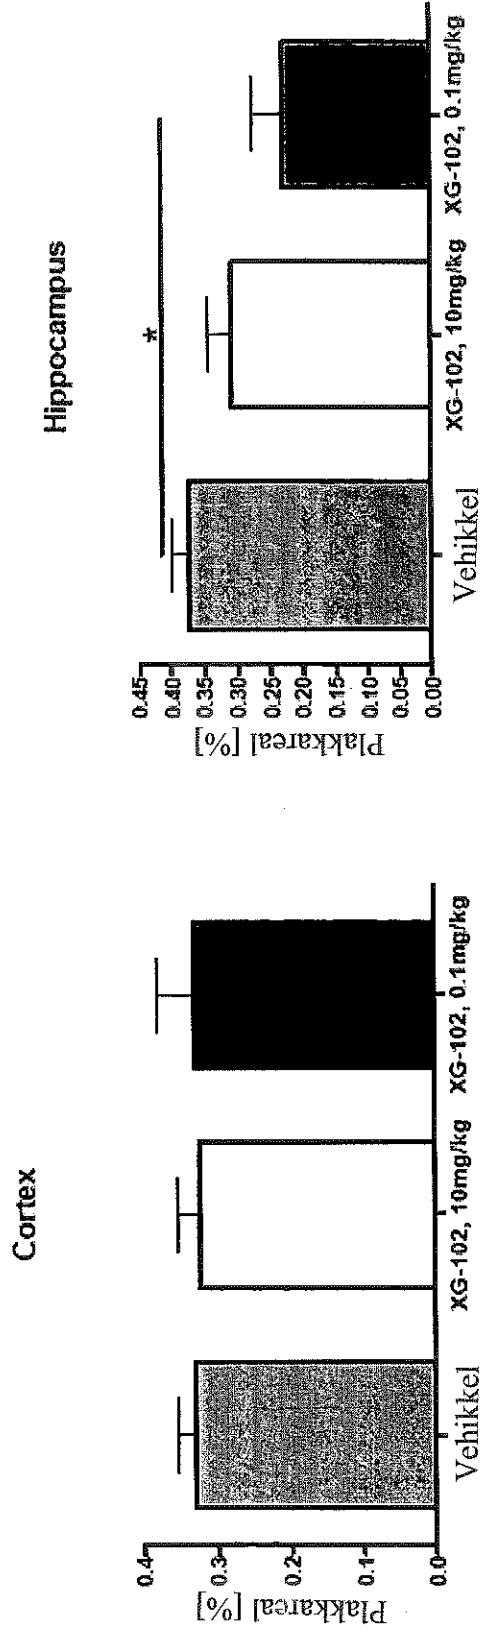 Cortex
Plakkareal [%]
0.4
0.3
0.2
0.1
0.0
Vehikkel
XG-102, 10mg/kg
XG-102, 0.1mg/kg
Hippocampus
Plakkareal [%]
0.45
0.40
0.35
0.30
0.25
0.20
0.15
0.10
0.05
0.00
*
Vehikkel
XG-102, 10mg/kg
XG-102, 0.1mg/kg